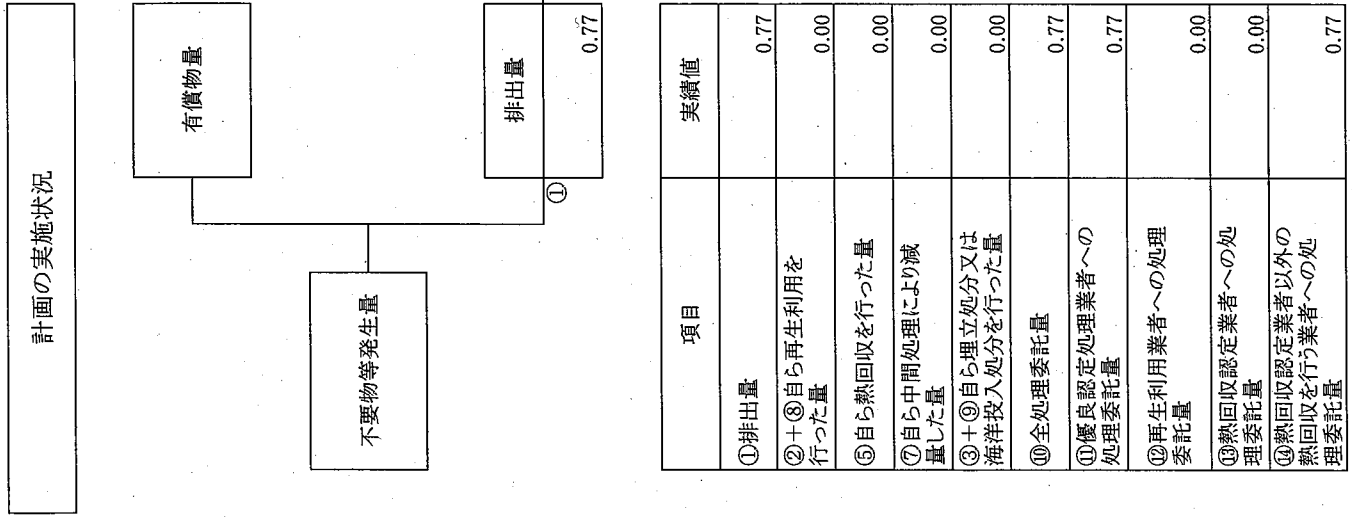 計画の実施状況
不要物等発生量
有償物量
①
排出量
0.77
項目
実績値
①排出量
0.77
②+⑧自ら再生利用を
行った量
0.00
⑤自ら熱回収を行った量
0.00
⑦自ら中間処理により減
量した量
0.00
③+⑨自ら埋立処分又は
海洋投入処分を行った量
0.00
⑩全処理委託量
0.77
⑪優良認定処理業者への
処理委託量
0.77
⑫再生利用業者への処理
委託量
0.00
⑬熱回収認定業者への処
理委託量
0.00
⑭熱回収認定業者以外の
熱回収を行う業者への処
理委託量
0.77